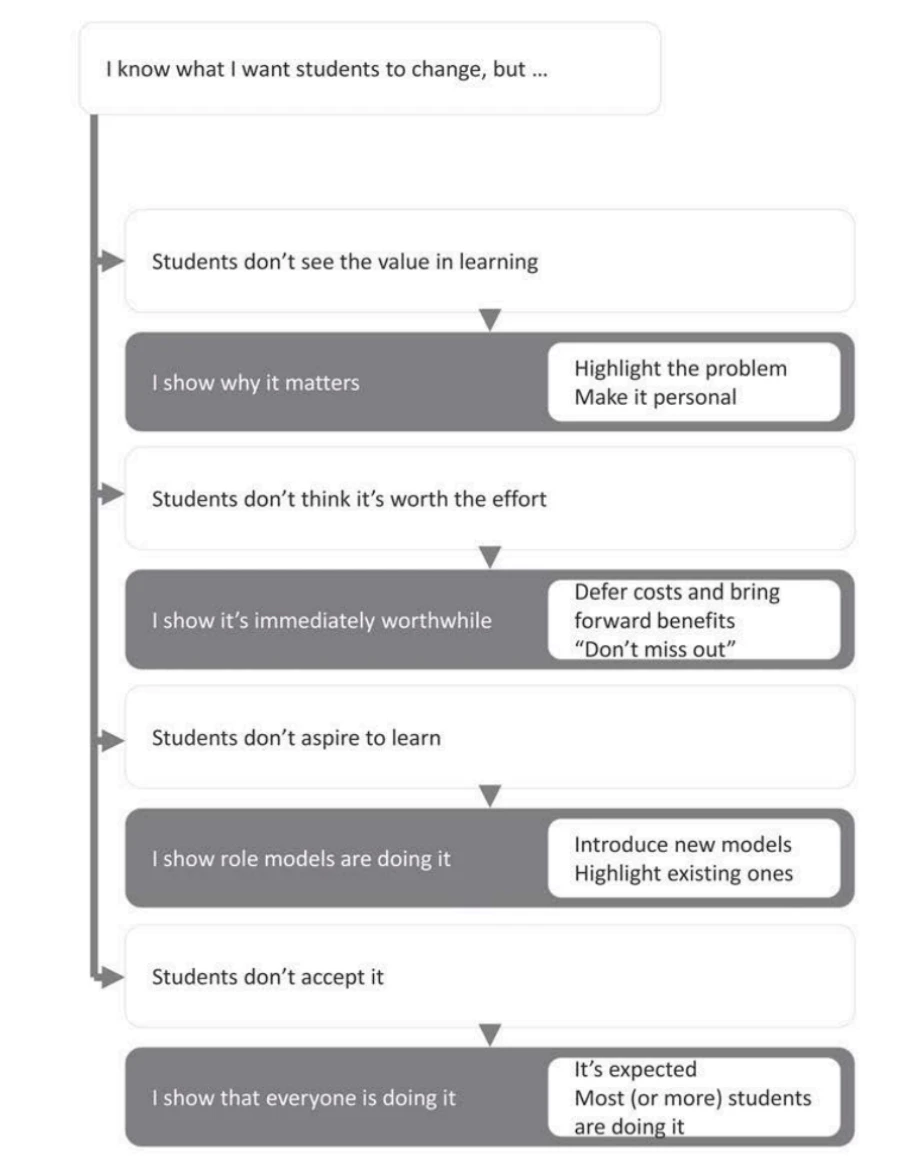 I know what I want students to change, but ...
Students don’t see the value in learning
I show why it matters
Highlight the problem
Make it personal
Students don’t think it’s worth the effort
I show it’s immediately worthwhile
Defer costs and bring
forward benefits
“Don’t miss out”
Students don’t aspire to learn
I show role models are doing it
Introduce new models
Highlight existing ones
Students don’t accept it
I show that everyone is doing it
It’s expected
Most (or more) students
are doing it